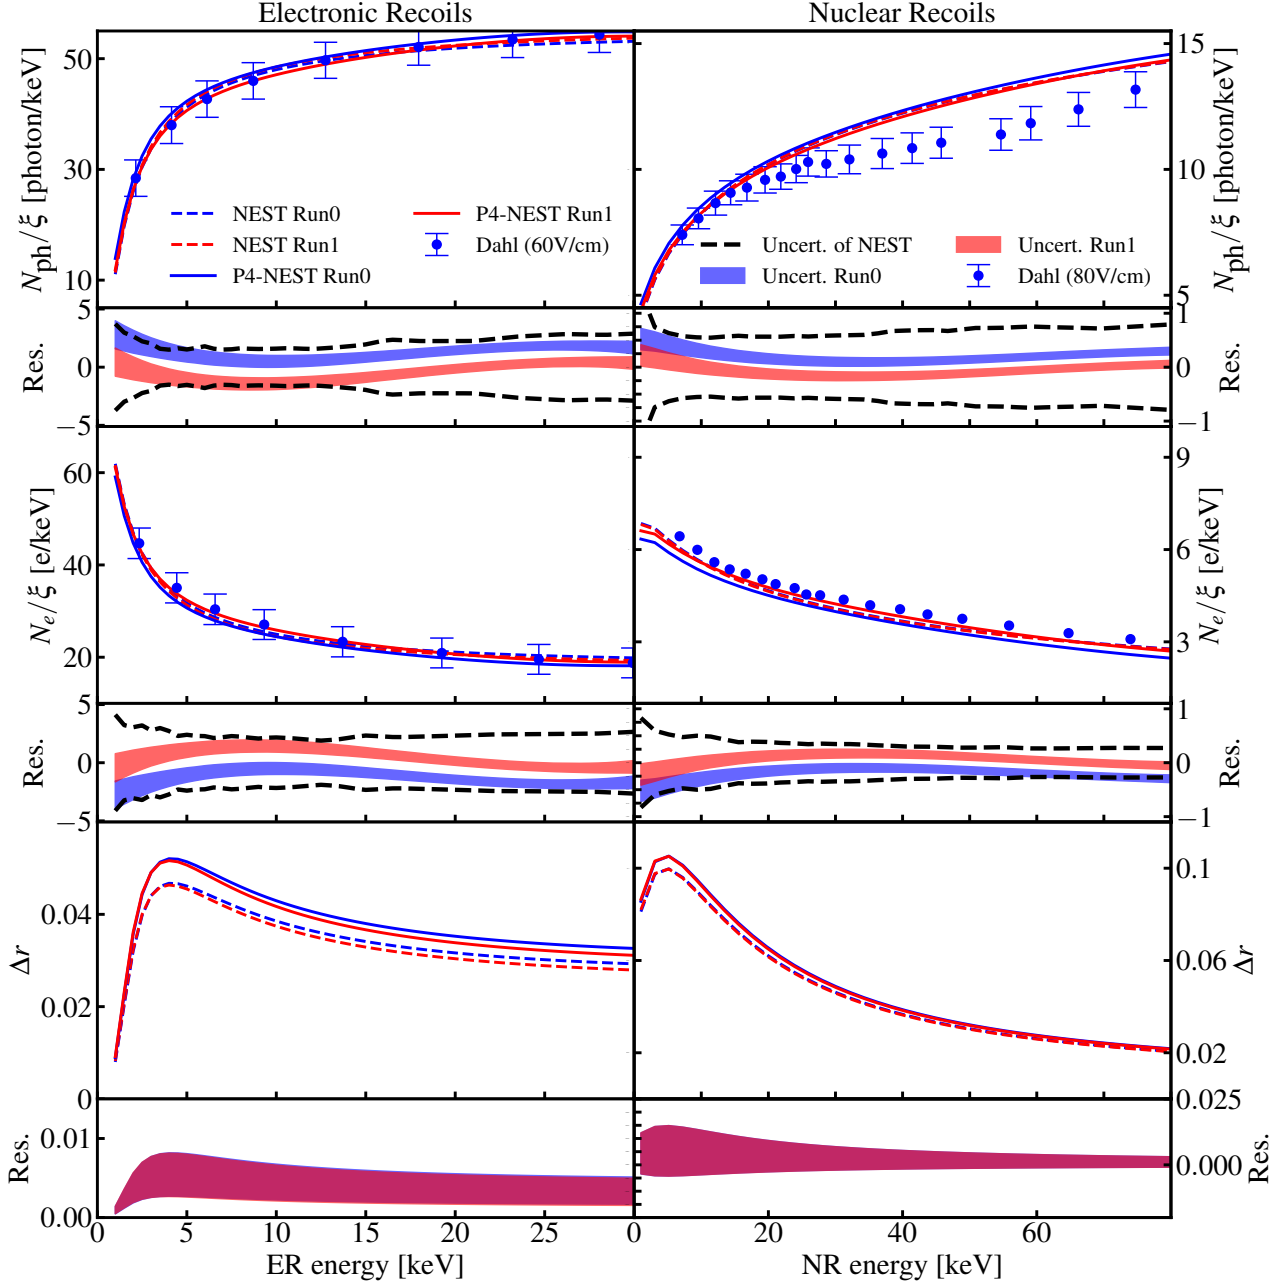 Electronic Recoils
Nuclear Recoils
N_ph/ξ [photon/keV]
50
30
10
NEST Run0
NEST Run1
P4-NEST Run0
P4-NEST Run1
Dahl (60V/cm)
15
10
5
N_ph/ξ [photon/keV]
Uncert. of NEST
Uncert. Run0
Uncert. Run1
Dahl (80V/cm)
Res.
5
0
−5
1
0
−1
Res.
N_e/ξ [e/keV]
60
40
20
5
9
6
3
N_e/ξ [e/keV]
Res.
5
0
−5
1
0
−1
Res.
Δr
0.04
0.02
0
0.1
0.06
0.02
Δr
Res.
0.01
0.00
0.025
0.000
Res.
0 5 10 15 20 25
0 20 40 60
ER energy [keV]
NR energy [keV]